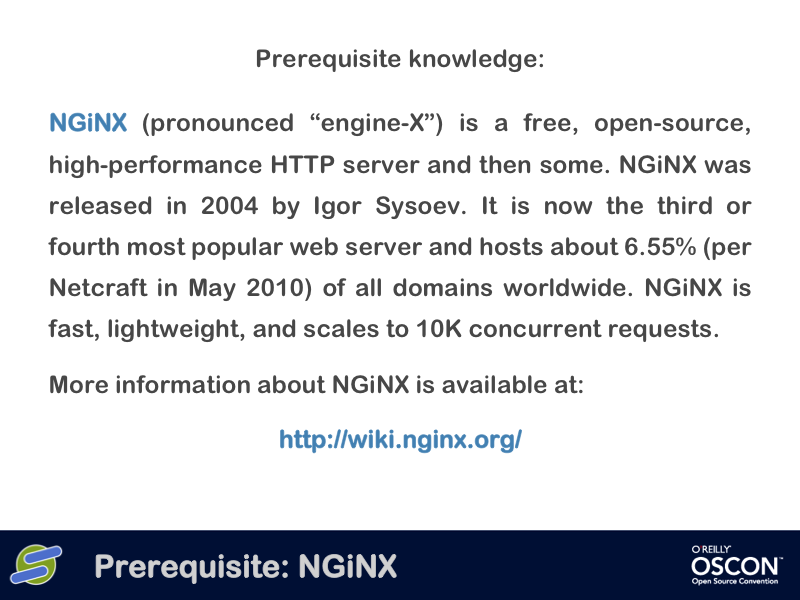 Prerequisite knowledge:
NGiNX (pronounced “engine-X”) is a free, open-source,
high-performance HTTP server and then some. NGiNX was
released in 2004 by Igor Sysoev. It is now the third or
fourth most popular web server and hosts about 6.55% (per
Netcraft in May 2010) of all domains worldwide. NGiNX is
fast, lightweight, and scales to 10K concurrent requests.
More information about NGiNX is available at:
http://wiki.nginx.org/
Prerequisite: NGiNX
O'REILLY®
OSCON™
Open Source Convention